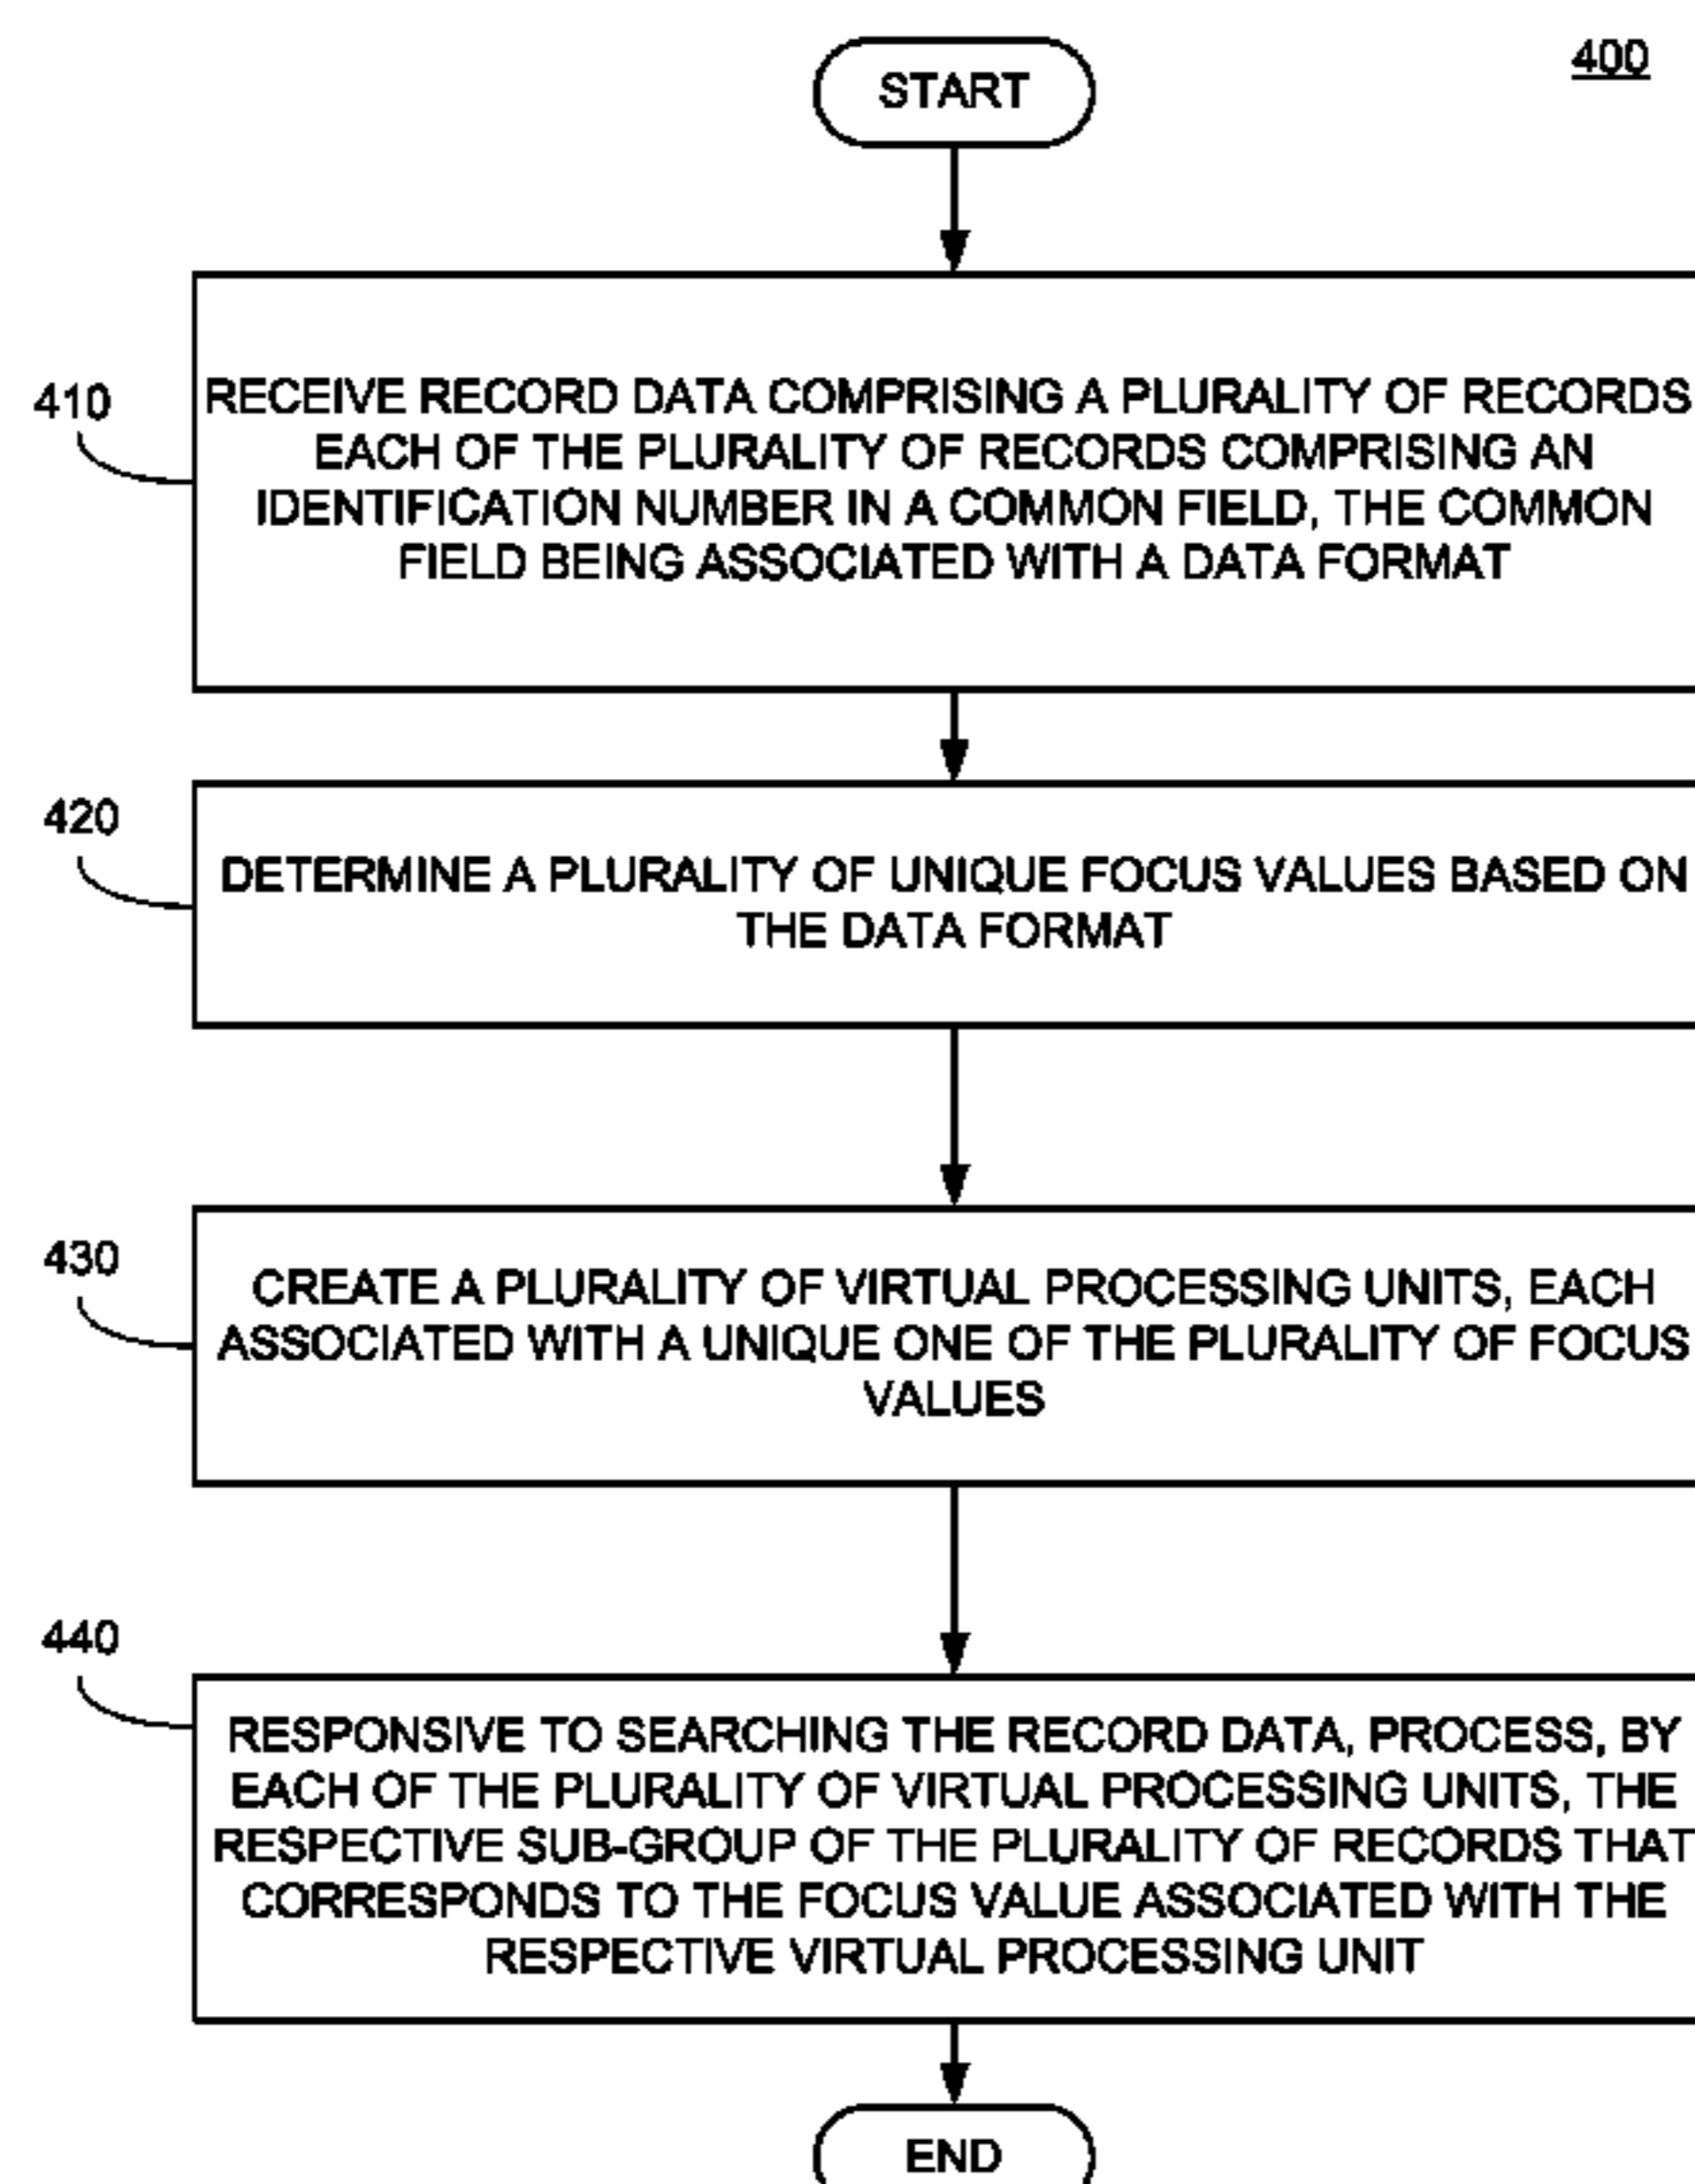 400
START
410
RECEIVE RECORD DATA COMPRISING A PLURALITY OF RECORDS
EACH OF THE PLURALITY OF RECORDS COMPRISING AN
IDENTIFICATION NUMBER IN A COMMON FIELD, THE COMMON
FIELD BEING ASSOCIATED WITH A DATA FORMAT
420
DETERMINE A PLURALITY OF UNIQUE FOCUS VALUES BASED ON
THE DATA FORMAT
430
CREATE A PLURALITY OF VIRTUAL PROCESSING UNITS, EACH
ASSOCIATED WITH A UNIQUE ONE OF THE PLURALITY OF FOCUS
VALUES
440
RESPONSIVE TO SEARCHING THE RECORD DATA, PROCESS, BY
EACH OF THE PLURALITY OF VIRTUAL PROCESSING UNITS, THE
RESPECTIVE SUB-GROUP OF THE PLURALITY OF RECORDS THAT
CORRESPONDS TO THE FOCUS VALUE ASSOCIATED WITH THE
RESPECTIVE VIRTUAL PROCESSING UNIT
END